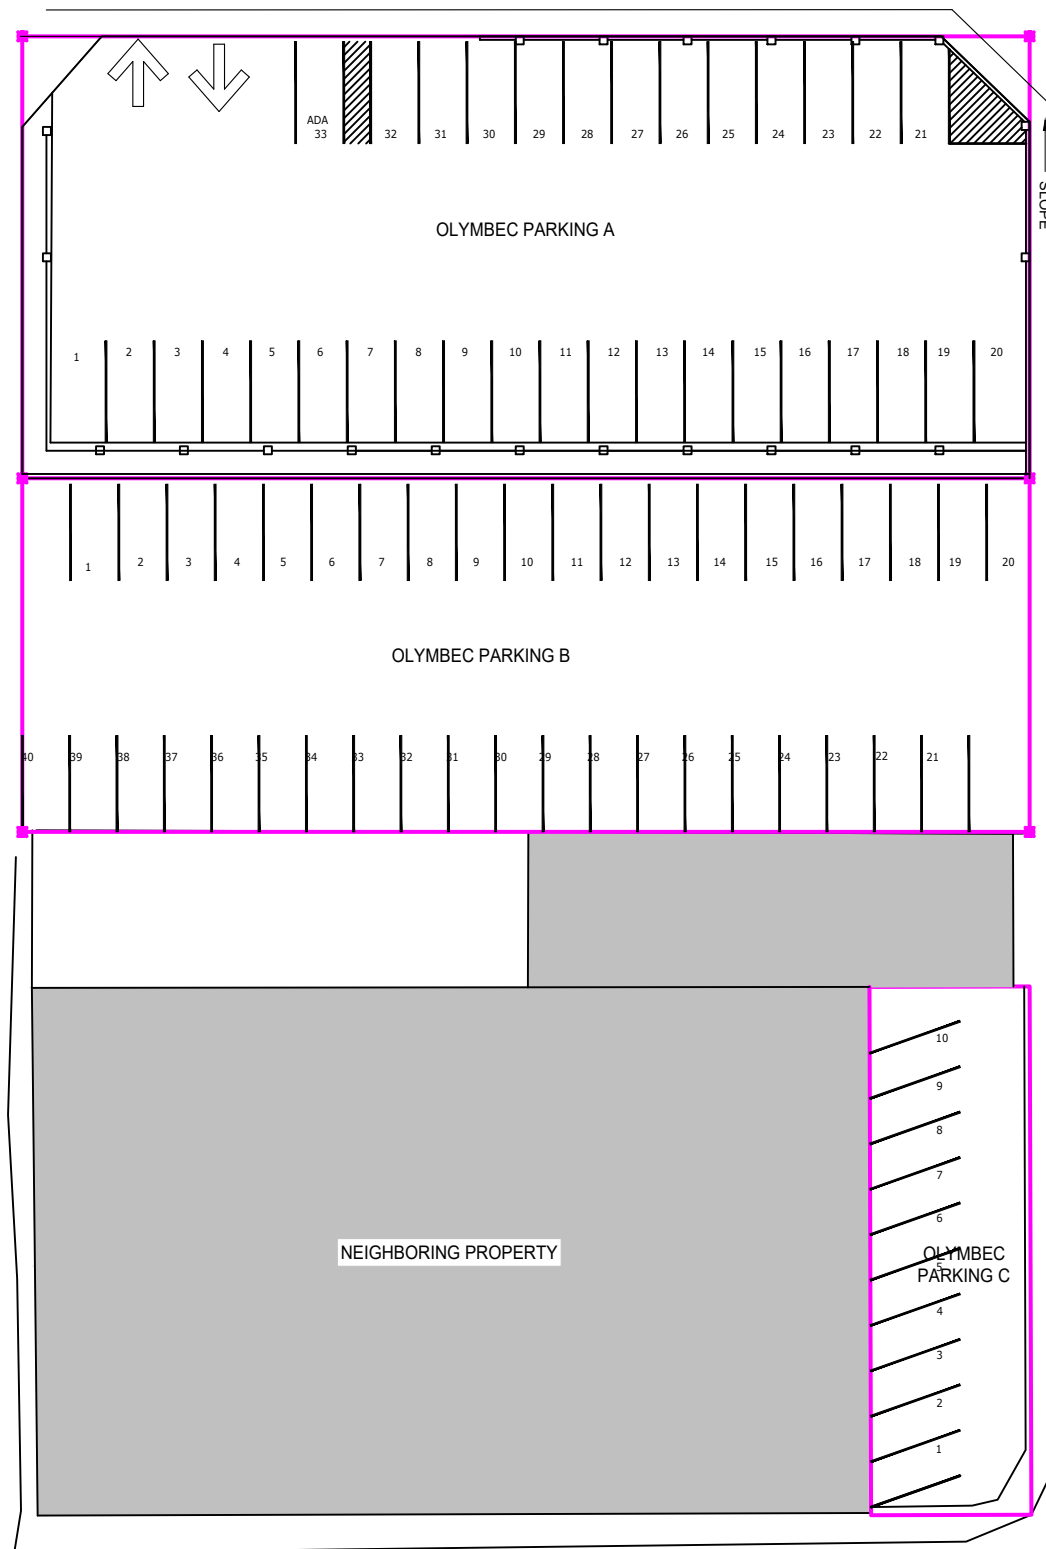 ADA
33 32 31 30 29 28 27 26 25 24 23 22 21
SLOPE
OLYMBEC PARKING A
1 2 3 4 5 6 7 8 9 10 11 12 13 14 15 16 17 18 19 20
1 2 3 4 5 6 7 8 9 10 11 12 13 14 15 16 17 18 19 20
OLYMBEC PARKING B
40 39 38 37 36 35 34 33 32 31 30 29 28 27 26 25 24 23 22 21
10
9
8
7
6
NEIGHBORING PROPERTY
OLYMBEC
5
PARKING C
4
3
2
1